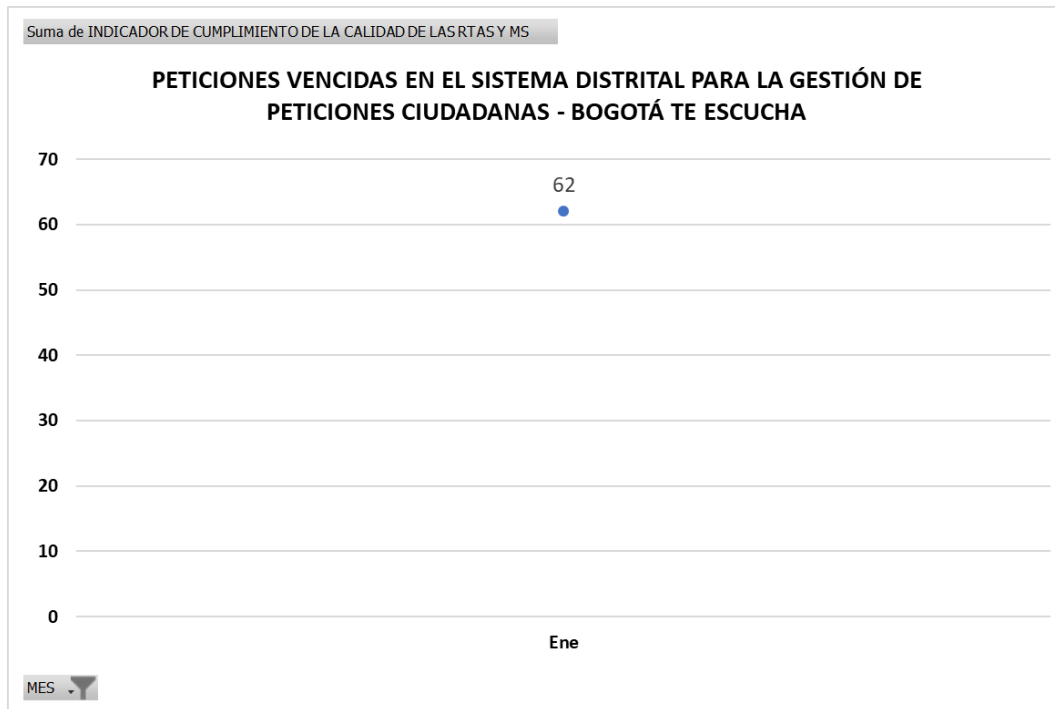 Suma de INDICADOR DE CUMPLIMIENTO DE LA CALIDAD DE LAS RTAS Y MS
PETICIONES VENCIDAS EN EL SISTEMA DISTRITAL PARA LA GESTIÓN DE
PETICIONES CIUDADANAS - BOGOTÁ TE ESCUCHA
70
62
60
50
40
30
20
10
0
Ene
MES